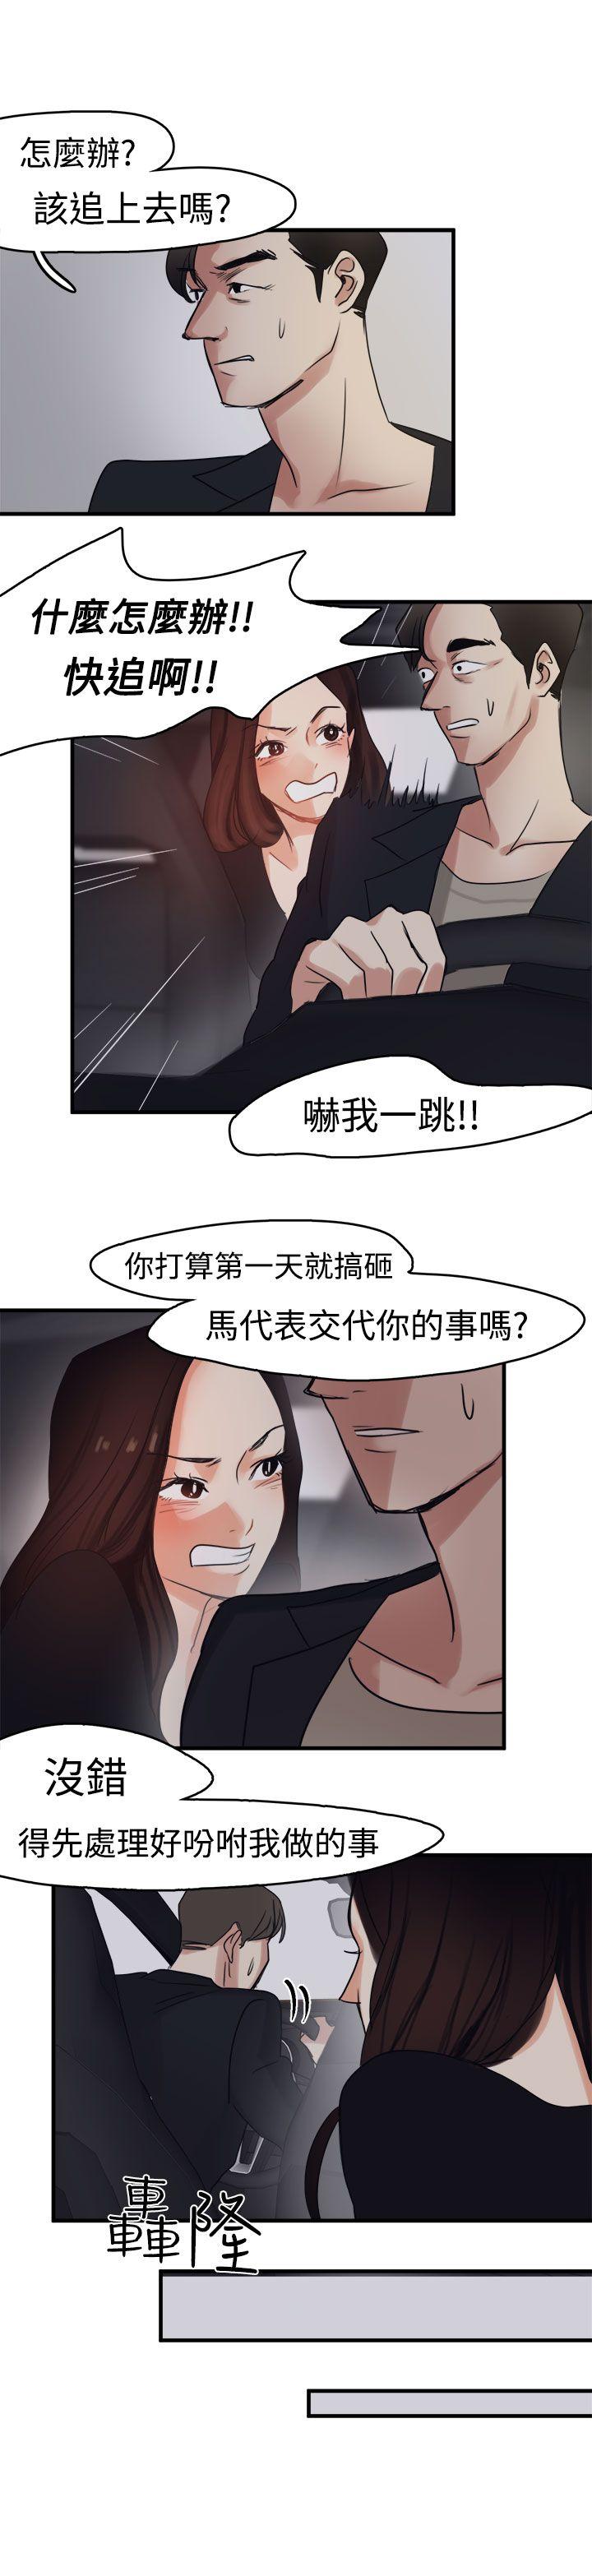 怎麼辦?
該追上去嗎?
什麼怎麼辦!!
快追啊!!
嚇我一跳!!
你打算第一天就搞砸
馬代表交代你的事嗎?
沒錯
得先處理好吩咐我做的事
轟隆